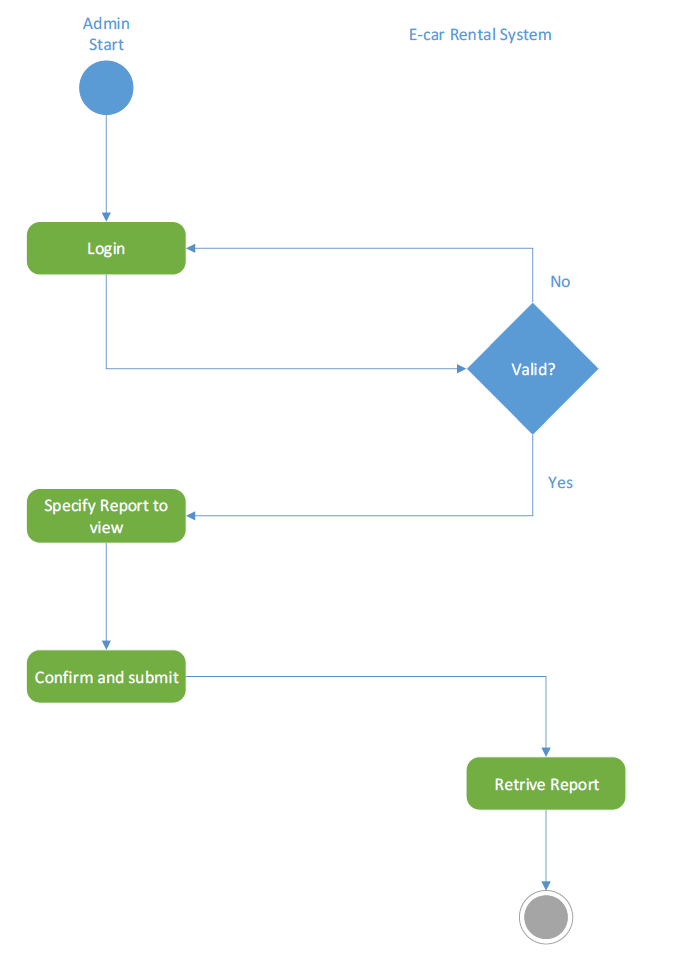 Admin
Start
E-car Rental System
Login
No
Valid?
Yes
Specify Report to
view
Confirm and submit
Retrive Report